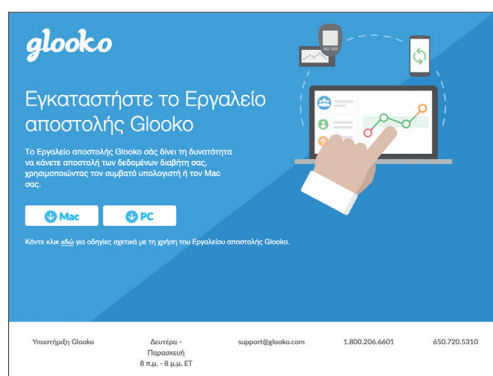 glooko
Εγκαταστήστε το Εργαλείο
αποστολής Glooko
Το Εργαλείο αποστολής Glooko σάς δίνει τη δυνατότητα
να κάνετε αποστολή των δεδομένων διαβήτη σας,
χρησιμοποιώντας τον συμβατό υπολογιστή ή τον Mac
σας.
Mac PC
Κάντε κλικ εδώ για οδηγίες σχετικά με τη χρήση του Εργαλείου αποστολής Glooko.
Υποστήριξη Glooko Δευτέρα - support@glooko.com 1.800.206.6601 650.720.5310
Παρασκευή
8 π.μ. - 8 μ.μ. ET